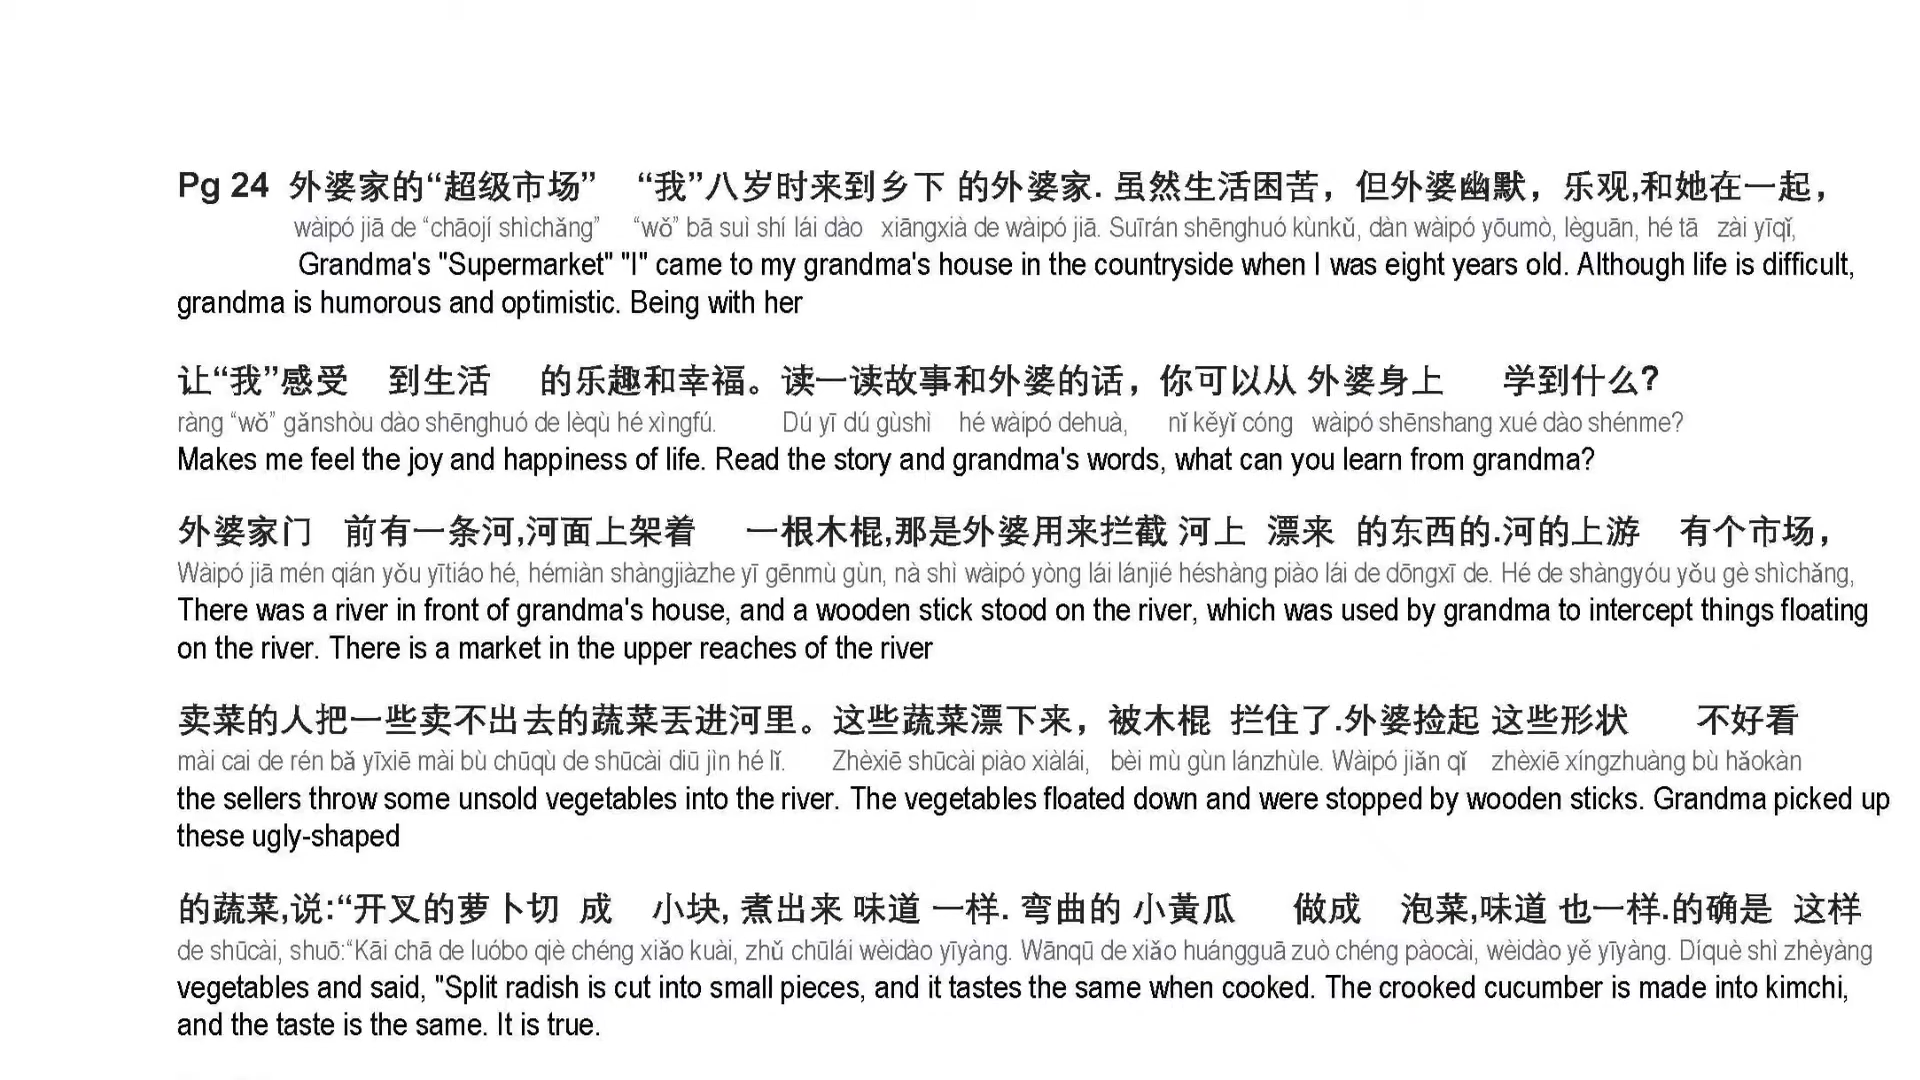 Pg 24 外婆家的“超级市场” “我”八岁时来到乡下 的外婆家. 虽然生活困苦，但外婆幽默，乐观,和她在一起，
wàipó jiā de “chāojí shìchǎng” “wǒ” bā suì shí lái dào xiāngxià de wàipó jiā. Suīrán shēnghuó kùnkǔ, dàn wàipó yōumò, lèguān, hé tā zài yīqǐ,
Grandma's "Supermarket" "I" came to my grandma's house in the countryside when I was eight years old. Although life is difficult,
grandma is humorous and optimistic. Being with her
让“我”感受 到生活 的乐趣和幸福。读一读故事和外婆的话，你可以从 外婆身上 学到什么?
ràng “wǒ” gǎnshòu dào shēnghuó de lèqù hé xìngfú. Dú yī dú gùshì hé wàipó dehuà, nǐ kěyǐ cóng wàipó shēnshang xué dào shénme?
Makes me feel the joy and happiness of life. Read the story and grandma's words, what can you learn from grandma?
外婆家门 前有一条河,河面上架着 一根木棍,那是外婆用来拦截 河上 漂来 的东西的.河的上游 有个市场，
Wàipó jiā mén qián yǒu yītiáo hé, hémiàn shàngjiàzhe yī gēnmù gùn, nà shì wàipó yòng lái lánjié héshàng piào lái de dōngxī de. Hé de shàngyóu yǒu gè shìchǎng,
There was a river in front of grandma's house, and a wooden stick stood on the river, which was used by grandma to intercept things floating
on the river. There is a market in the upper reaches of the river
卖菜的人把一些卖不出去的蔬菜丢进河里。这些蔬菜漂下来，被木棍 拦住了.外婆捡起 这些形状 不好看
mài cai de rén bǎ yīxiē mài bù chūqù de shūcài diū jìn hé lǐ. Zhèxiē shūcài piào xiàlái, bèi mù gùn lánzhùle. Wàipó jiǎn qǐ zhèxiē xíngzhuàng bù hǎokàn
the sellers throw some unsold vegetables into the river. The vegetables floated down and were stopped by wooden sticks. Grandma picked up
these ugly-shaped
的蔬菜,说:“开叉的萝卜切 成 小块, 煮出来 味道 一样. 弯曲的 小黃瓜 做成 泡菜,味道 也一样.的确是 这样
de shūcài, shuō:“Kāi chā de luóbo qiè chéng xiǎo kuài, zhǔ chūlái wèidào yīyàng. Wānqū de xiǎo huángguā zuò chéng pàocài, wèidào yě yīyàng. Díquè shì zhèyàng
vegetables and said, "Split radish is cut into small pieces, and it tastes the same when cooked. The crooked cucumber is made into kimchi,
and the taste is the same. It is true.